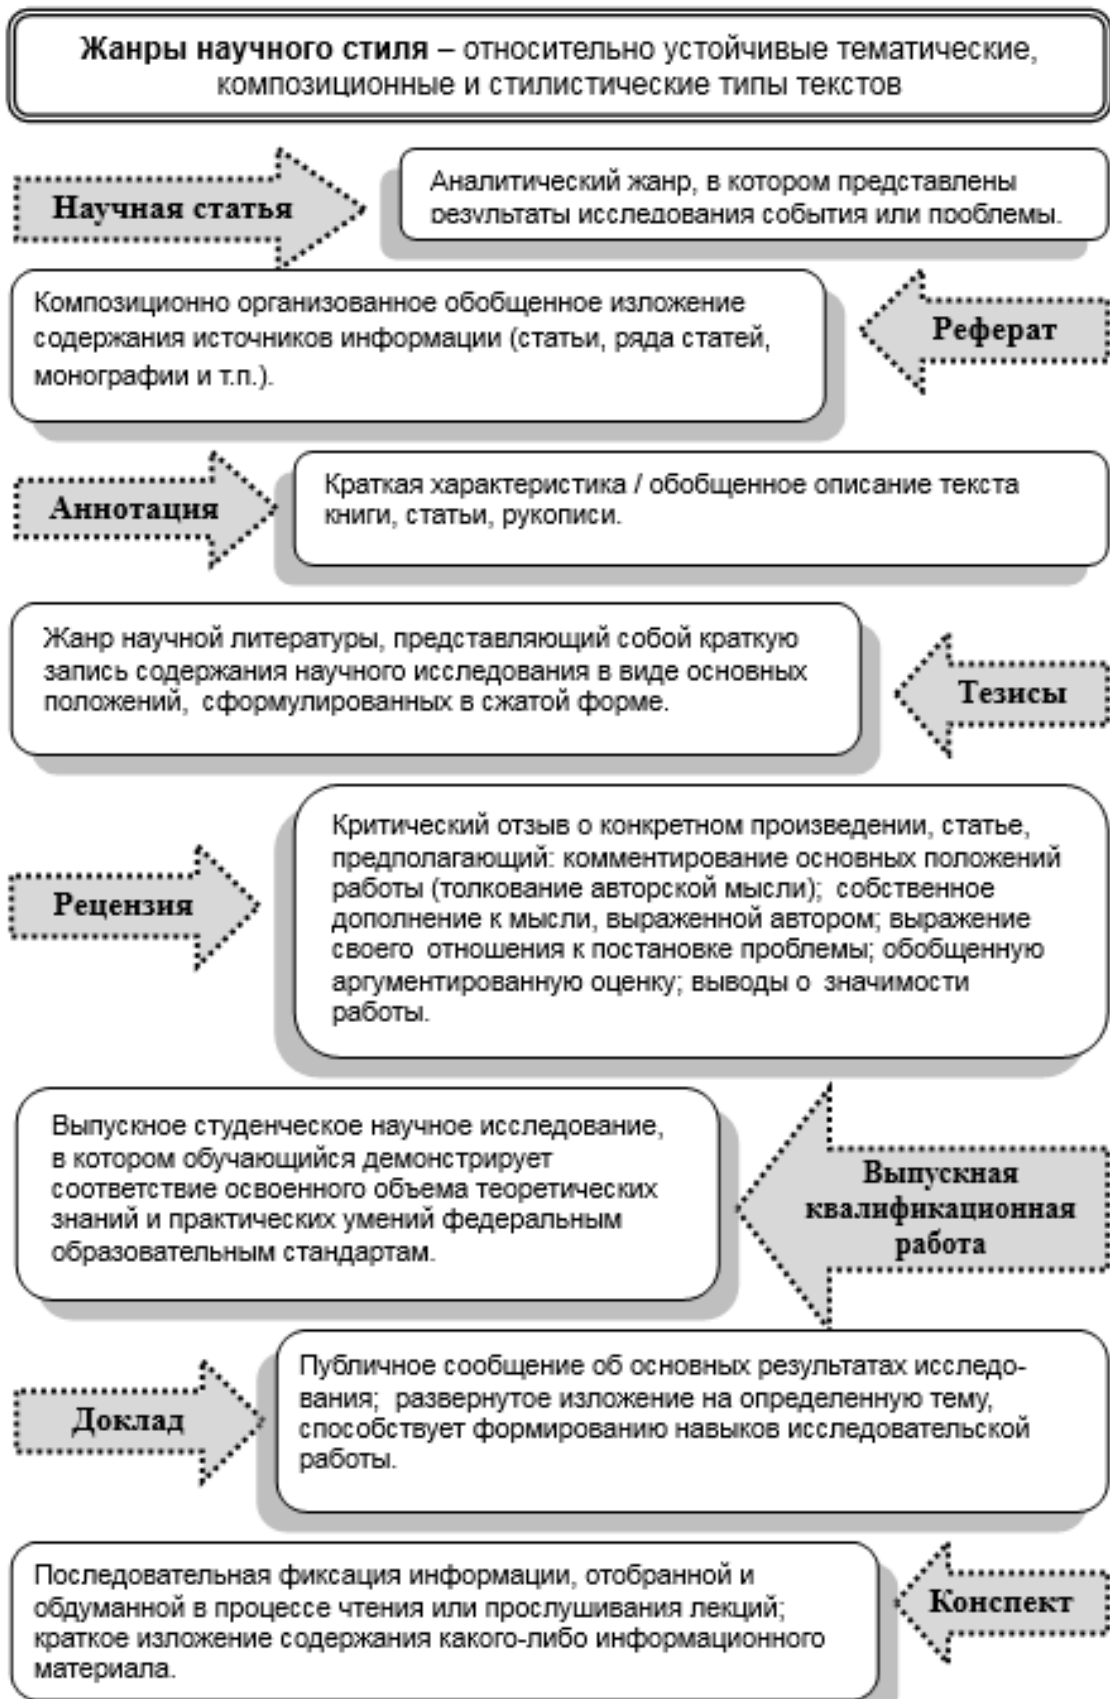 Жанры научного стиля – относительно устойчивые тематические,
композиционные и стилистические типы текстов
Научная статья
Аналитический жанр, в котором представлены
результаты исследования события или проблемы.
Композиционно организованное обобщенное изложение
содержания источников информации (статьи, ряда статей,
монографии и т.п.).
Реферат
Аннотация
Краткая характеристика / обобщенное описание текста
книги, статьи, рукописи.
Жанр научной литературы, представляющий собой краткую
запись содержания научного исследования в виде основных
положений, сформулированных в сжатой форме.
Тезисы
Рецензия
Критический отзыв о конкретном произведении, статье,
предполагающий: комментирование основных положений
работы (толкование авторской мысли); собственное
дополнение к мысли, выраженной автором; выражение
своего отношения к постановке проблемы; обобщенную
аргументированную оценку; выводы о значимости
работы.
Выпускное студенческое научное исследование,
в котором обучающийся демонстрирует
соответствие освоенного объема теоретических
знаний и практических умений федеральным
образовательным стандартам.
Выпускная
квалификационная
работа
Доклад
Публичное сообщение об основных результатах исследо-
вания; развернутое изложение на определенную тему,
способствует формированию навыков исследовательской
работы.
Последовательная фиксация информации, отобранной и
обдуманной в процессе чтения или прослушивания лекций;
краткое изложение содержания какого-либо информационного
материала.
Конспект